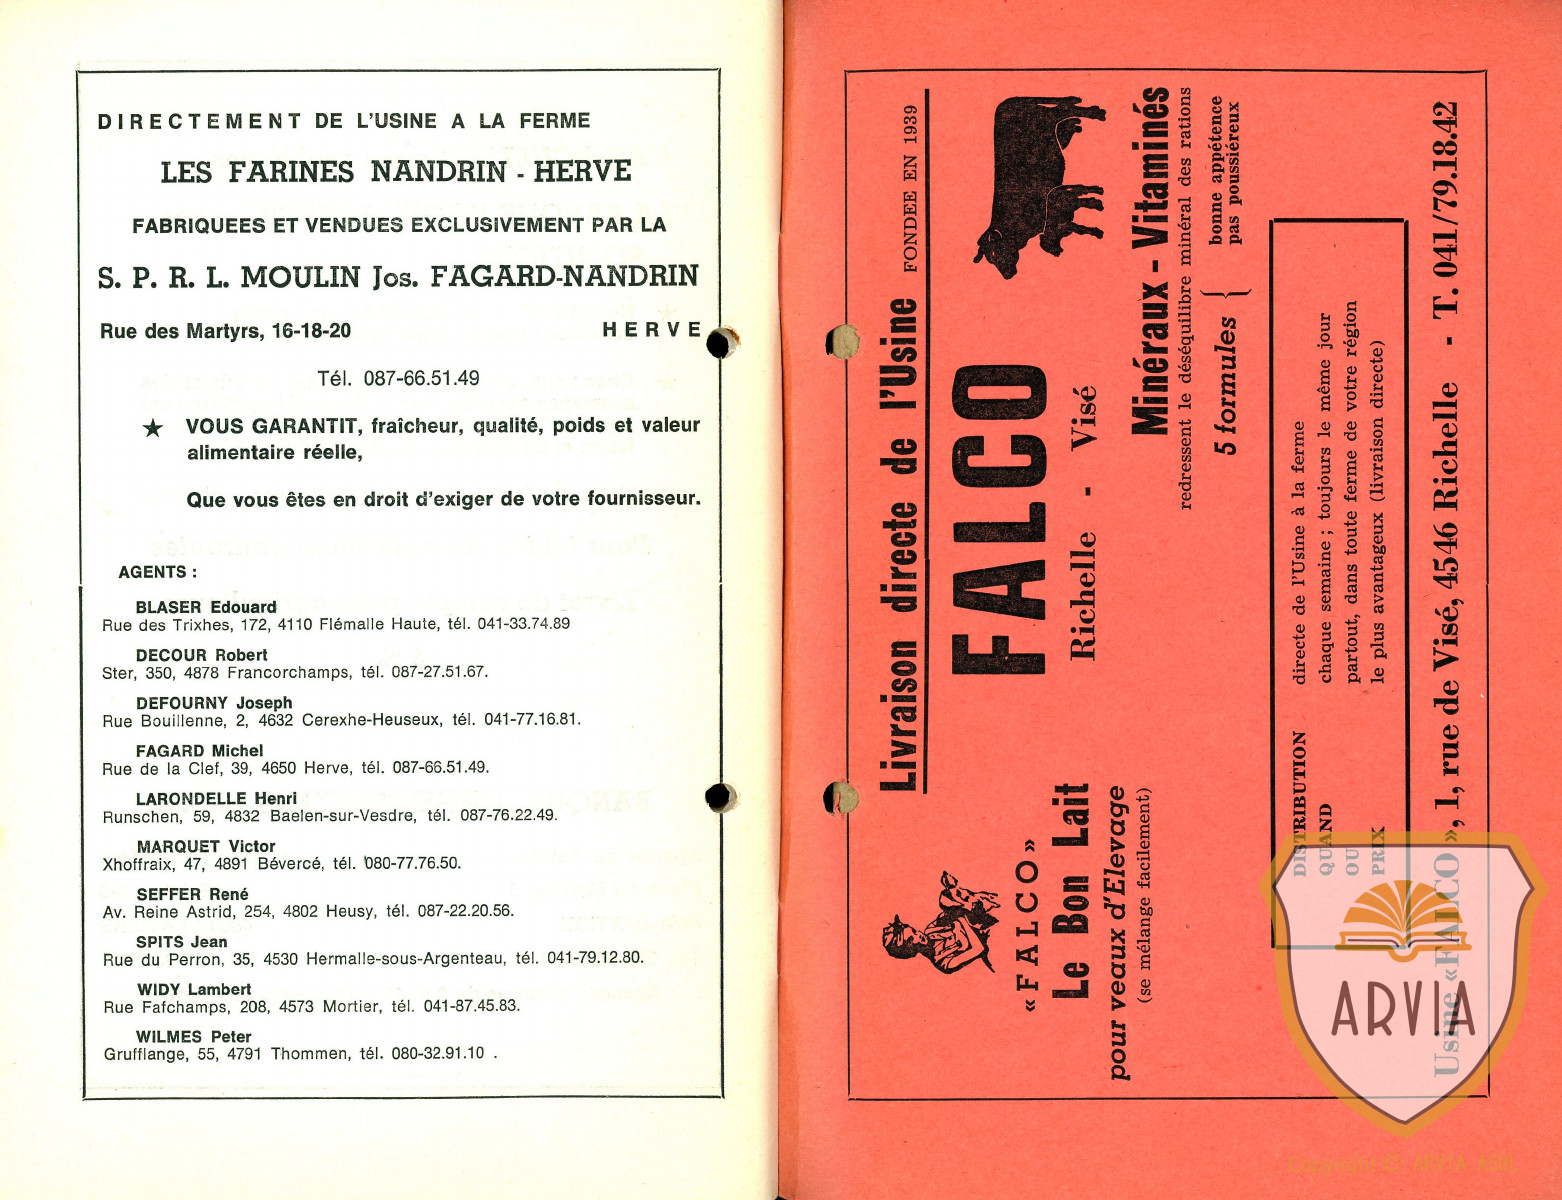 DIRECTEMENT DE L'USINE A LA FERME
LES FARINES NANDRIN - HERVE
FABRIQUEES ET VENDUES EXCLUSIVEMENT PAR LA
S. P. R. L. MOULIN Jos. FAGARD-NANDRIN
Rue des Martyrs, 16-18-20 HERVE
Tél. 087-66.51.49
★ VOUS GARANTIT, fraîcheur, qualité, poids et valeur
alimentaire réelle,
Que vous êtes en droit d'exiger de votre fournisseur.
AGENTS :
BLASER Edouard
Rue des Trixhes, 172, 4110 Flémalle Haute, tél. 041-33.74.89
DECOUR Robert
Ster, 350, 4878 Francorchamps, tél. 087-27.51.67.
DEFOURNY Joseph
Rue Bouillenne, 2, 4632 Cerexhe-Heuseux, tél. 041-77.16.81.
FAGARD Michel
Rue de la Clef, 39, 4650 Herve, tél. 087-66.51.49.
LARONDELLE Henri
Runschen, 59, 4832 Baelen-sur-Vesdre, tél. 087-76.22.49.
MARQUET Victor
Xhoffraix, 47, 4891 Bévercé, tél. 080-77.76.50.
SEFFER René
Av. Reine Astrid, 254, 4802 Heusy, tél. 087-22.20.56.
SPITS Jean
Rue du Perron, 35, 4530 Hermalle-sous-Argenteau, tél. 041-79.12.80.
WIDY Lambert
Rue Fafchamps, 208, 4573 Mortier, tél. 041-87.45.83.
WILMES Peter
Grufflange, 55, 4791 Thommen, tél. 080-32.91.10 .
Livraison directe de l'Usine FONDEE EN 1939
FALCO
Richelle - Visé
«FALCO»
Le Bon Lait
pour veaux d'Elevage
(se mélange facilement)
Minéraux - Vitaminés
redressent le déséquilibre minéral des rations
5 formules { bonne appétence
pas poussiéreux
DISTRIBUTION directe de l'Usine à la ferme
QUAND chaque semaine ; toujours le même jour
OU partout, dans toute ferme de votre région
PRIX le plus avantageux (livraison directe)
Usine «FALCO», 1, rue de Visé, 4546 Richelle - T. 041/79.18.42
ARVIA
Copyright © ARVIA ASBL